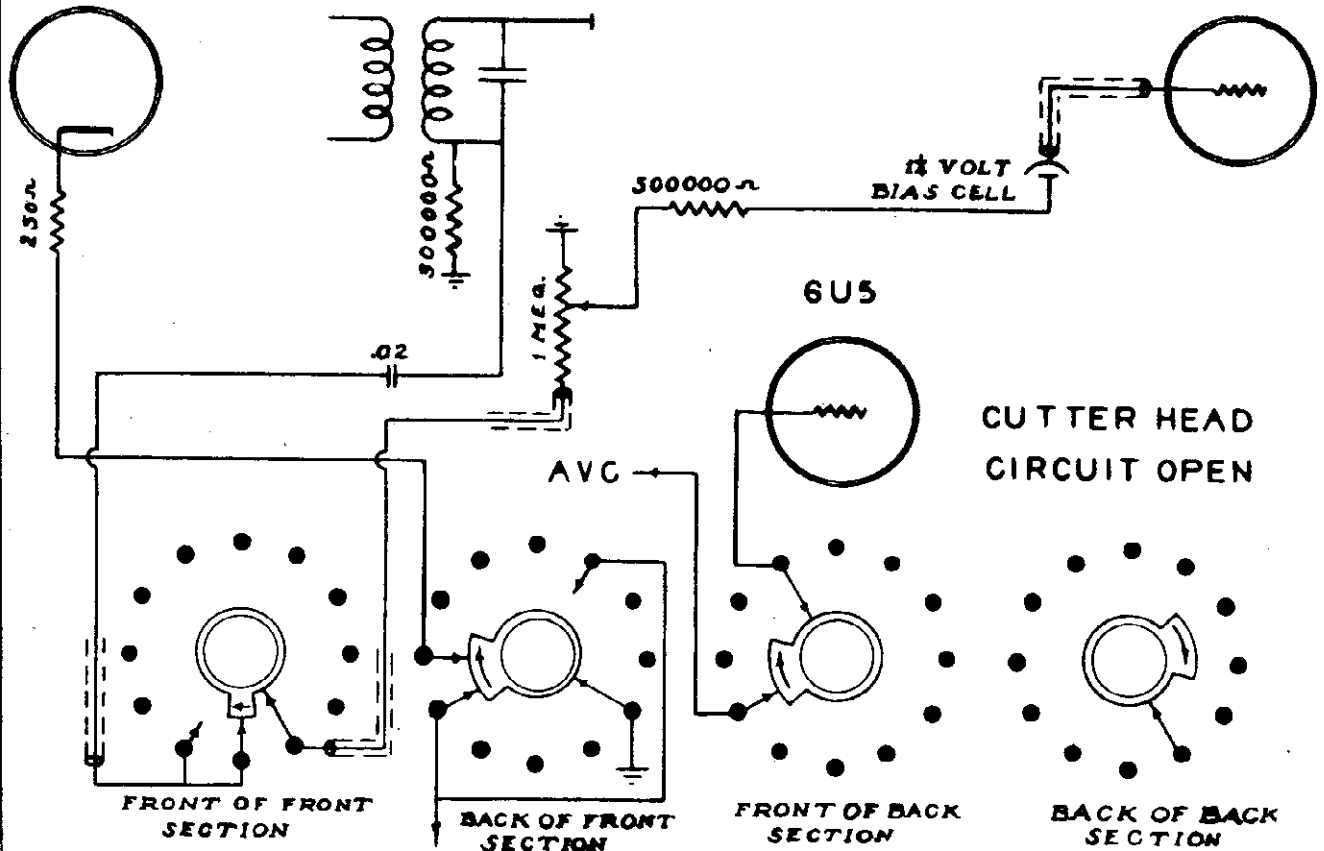 250Ω
300000Ω
1 MEG.
500000Ω
1¼ VOLT
BIAS CELL
6U5
.02
AVC
CUTTER HEAD
CIRCUIT OPEN
FRONT OF FRONT
SECTION
BACK OF FRONT
SECTION
FRONT OF BACK
SECTION
BACK OF BACK
SECTION